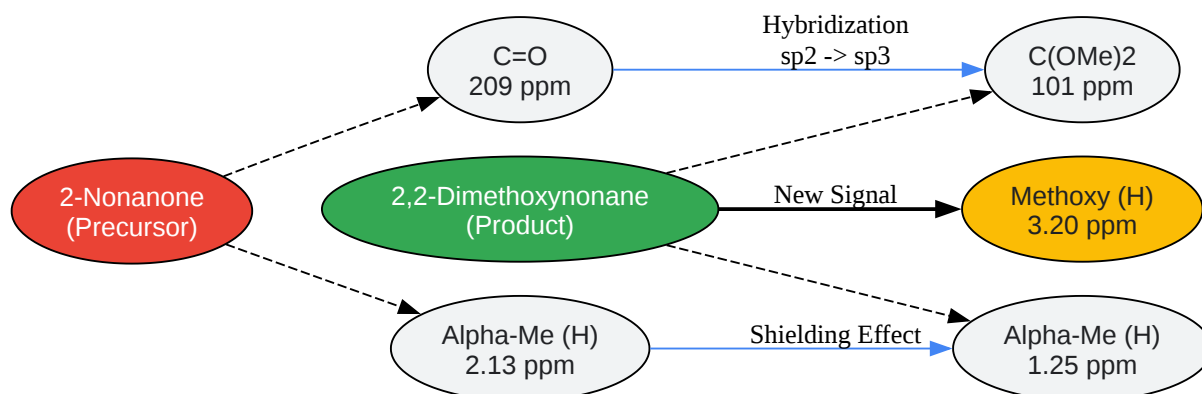 C=O
209 ppm
Hybridization
sp2 -> sp3
C(OMe)2
101 ppm
2-Nonanone
(Precursor)
2,2-Dimethoxynonane
(Product)
New Signal
Methoxy (H)
3.20 ppm
Alpha-Me (H)
2.13 ppm
Shielding Effect
Alpha-Me (H)
1.25 ppm